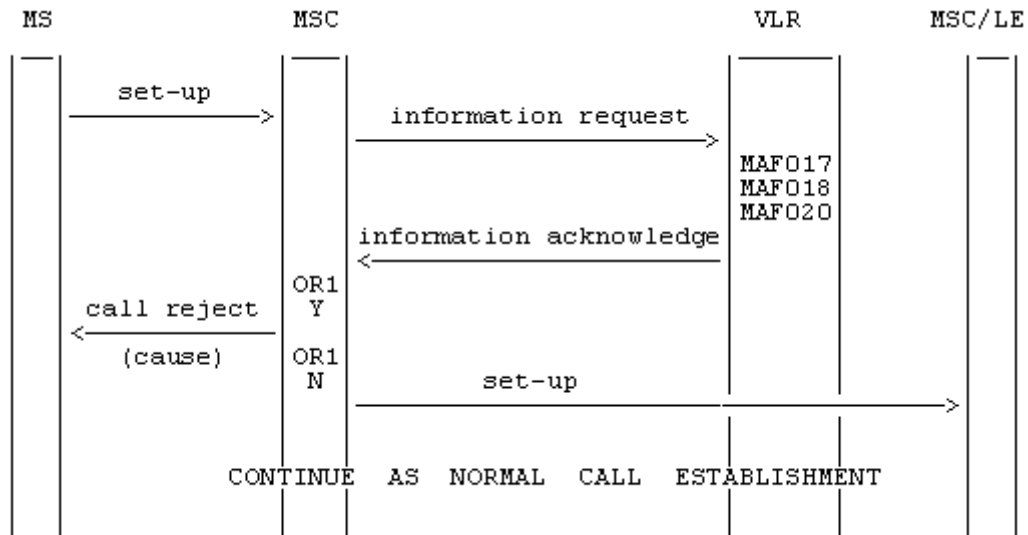 MS MSC VLR MSC/LE
set-up
information request
MAF017
MAF018
MAF020
information acknowledge
OR1
Y
call reject
(cause)
OR1
N
set-up
CONTINUE AS NORMAL CALL ESTABLISHMENT